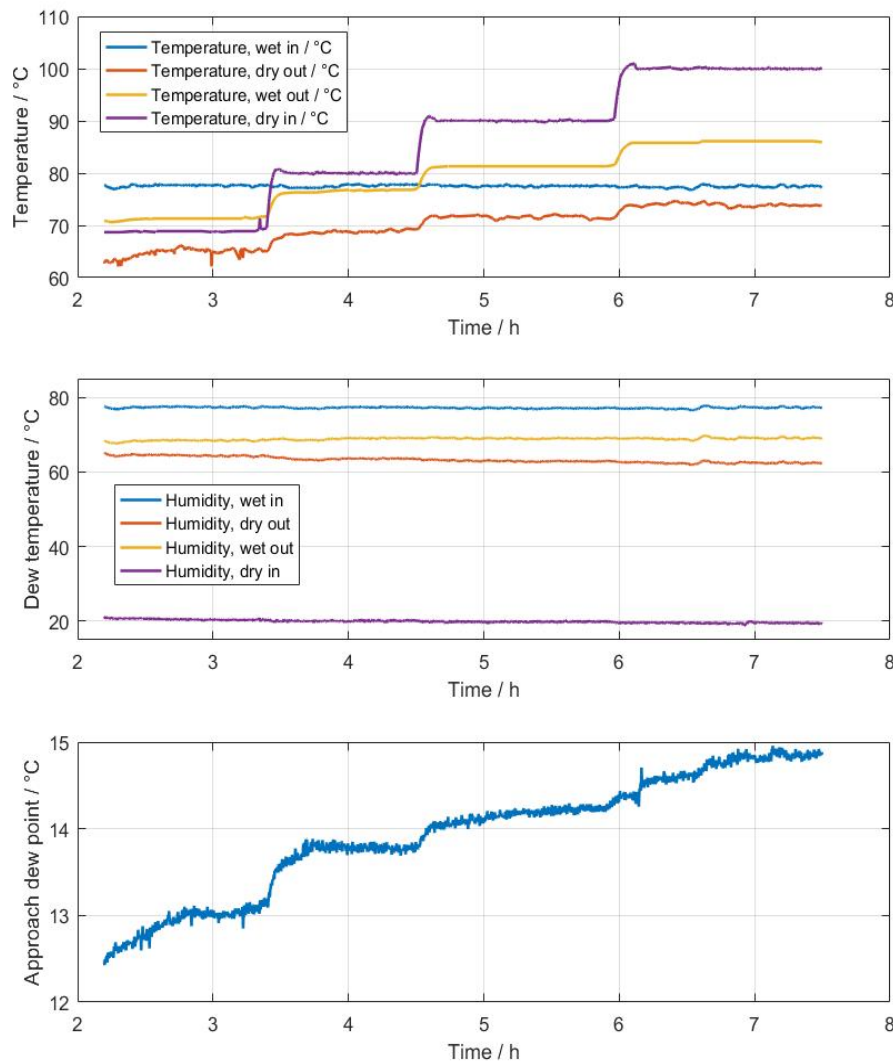 110
100
90
80
70
60
Temperature / °C
Temperature, wet in / °C
Temperature, dry out / °C
Temperature, wet out / °C
Temperature, dry in / °C
2 3 4 5 6 7 8
Time / h
80
60
40
20
Dew temperature / °C
Humidity, wet in
Humidity, dry out
Humidity, wet out
Humidity, dry in
2 3 4 5 6 7 8
Time / h
15
14
13
12
Approach dew point / °C
2 3 4 5 6 7 8
Time / h